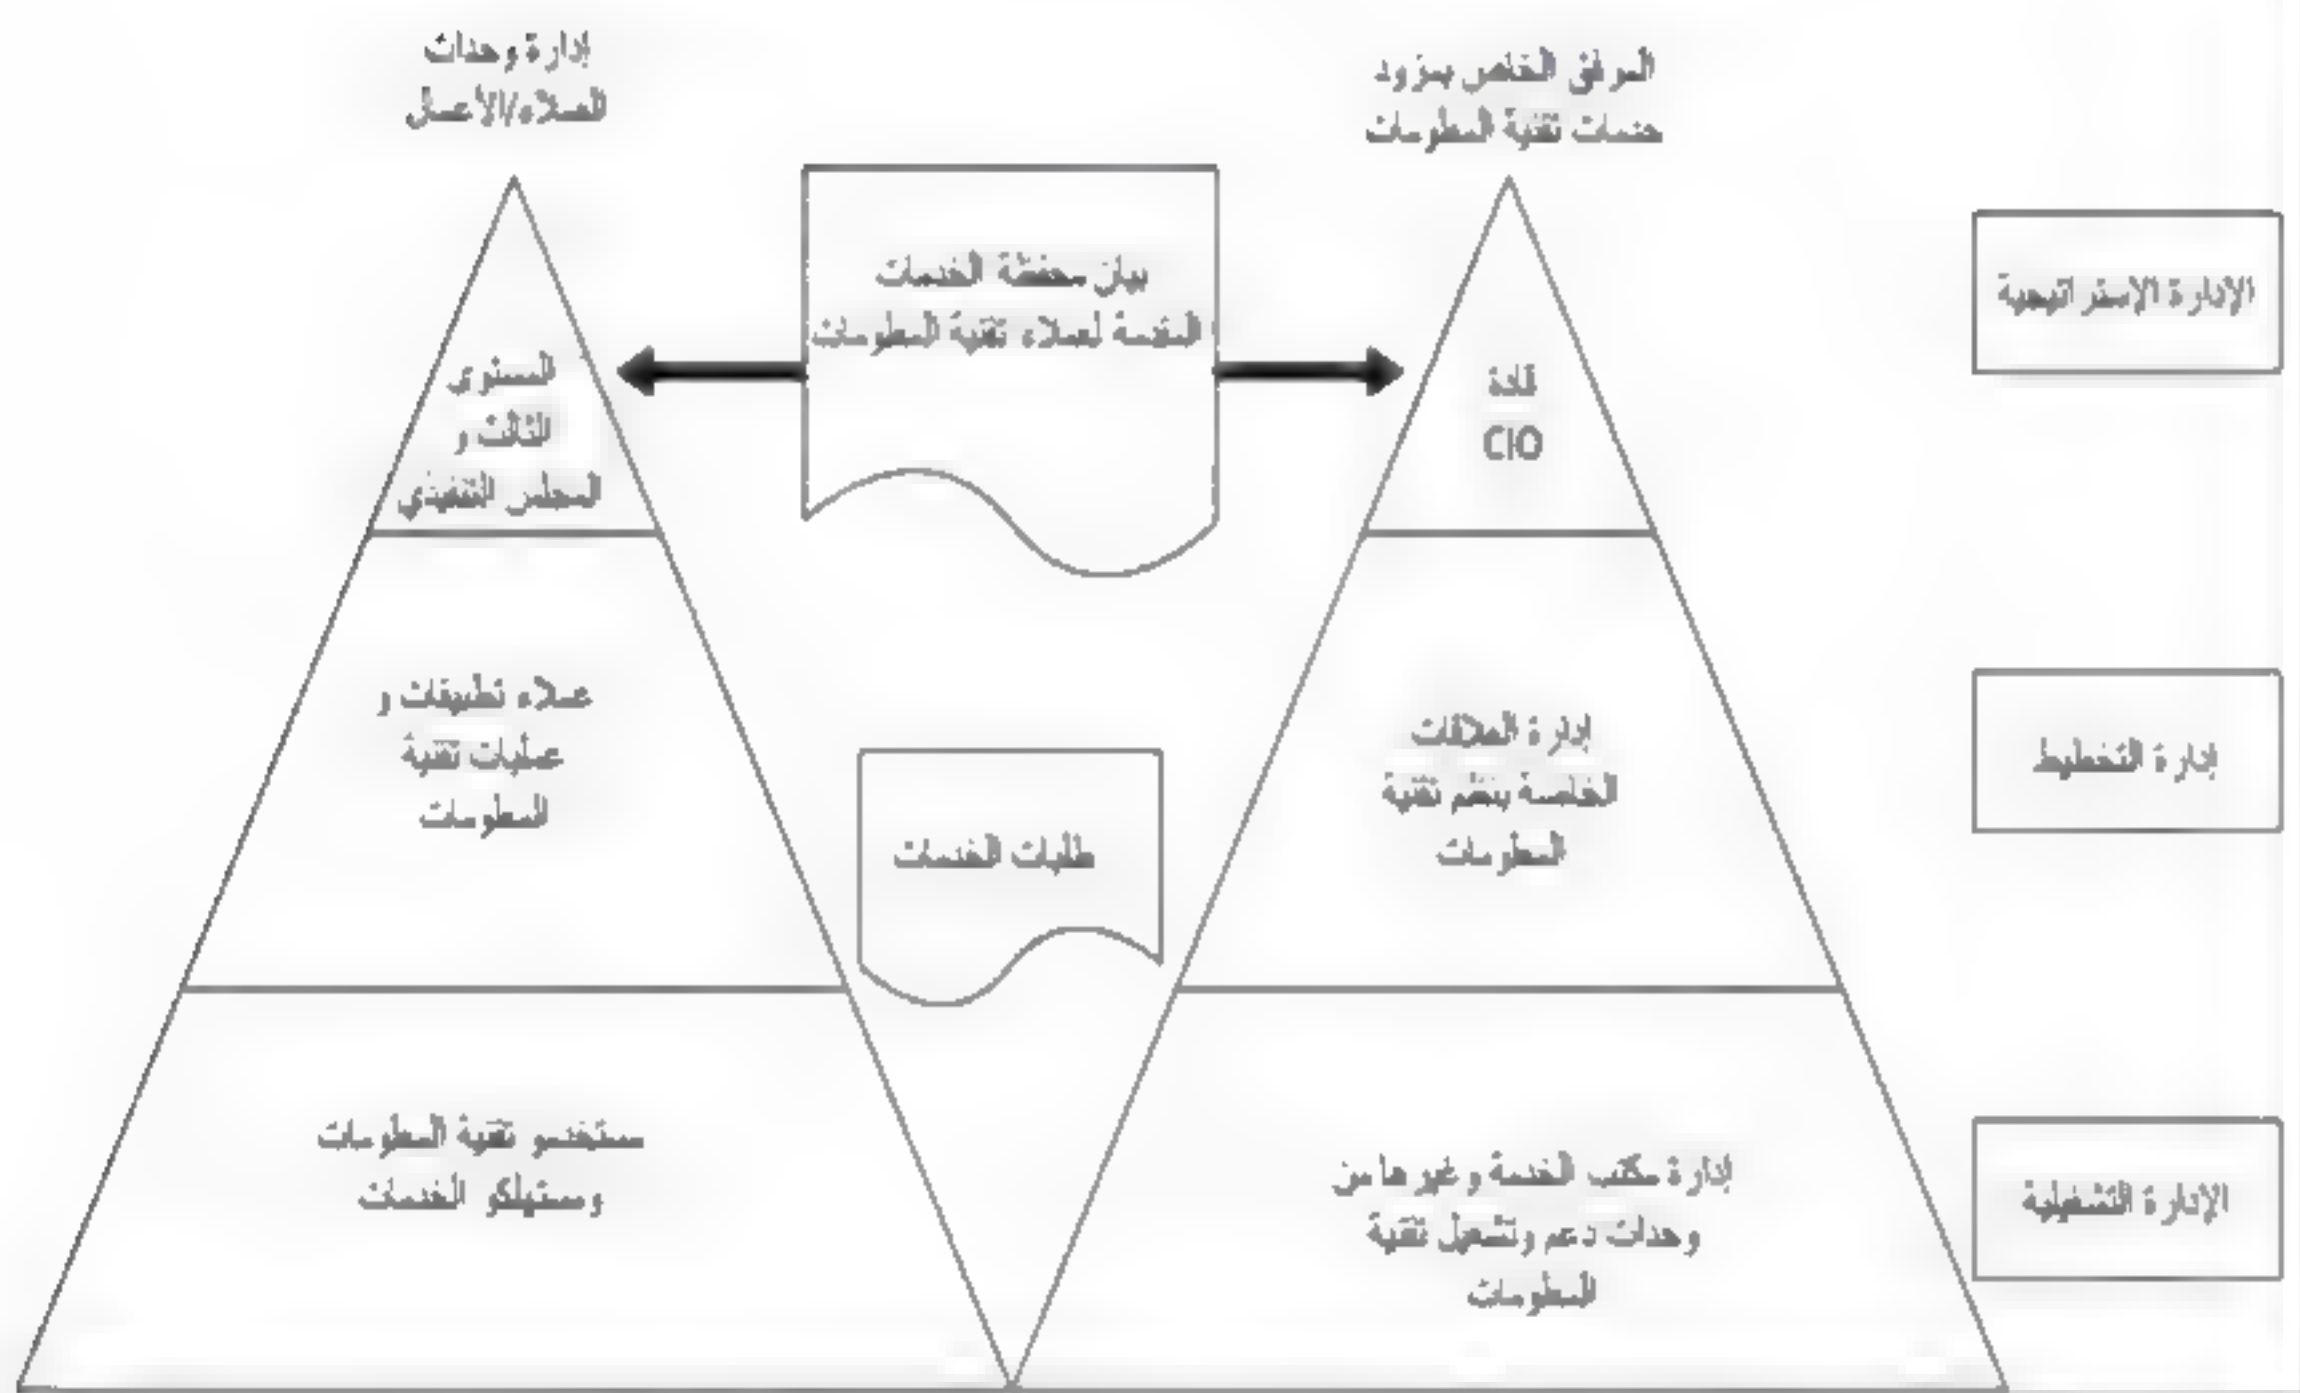 إدارة وحدات
العملاء/الأعمال
المرفق الخاص بمزود
خدمات تقنية المعلومات
بيان محفظة الخدمات
المقدمة لعملاء تقنية المعلومات
الإدارة الإستراتيجية
المستوى
الثالث و
المجلس التنفيذي
قادة
CIO
عملاء تطبيقات و
عمليات تقنية
المعلومات
طلبات الخدمات
إدارة العلاقات
الخاصة بنظم تقنية
المعلومات
إدارة التخطيط
مستخدمو تقنية المعلومات
ومستهلكو الخدمات
إدارة مكتب الخدمة وغيرها من
وحدات دعم وتشغيل تقنية
المعلومات
الإدارة التشغيلية